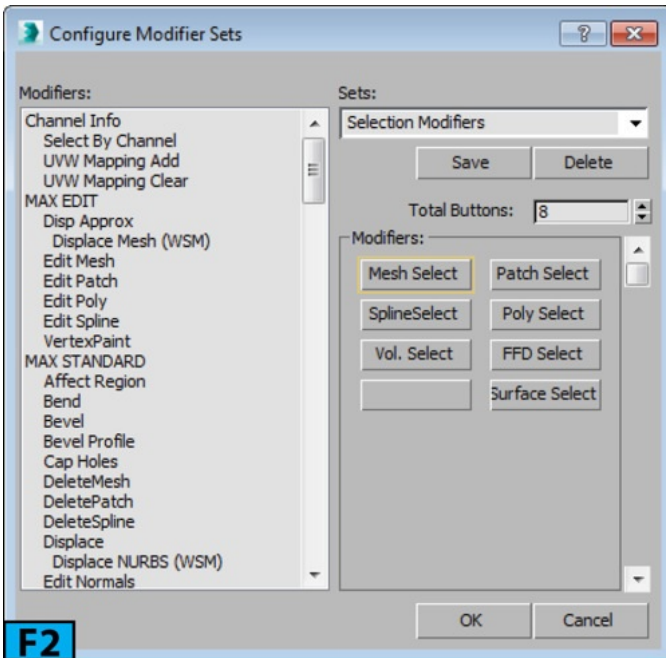 Configure Modifier Sets
Modifiers:
Channel Info
Select By Channel
UVW Mapping Add
UVW Mapping Clear
MAX EDIT
Disp Approx
Displace Mesh (WSM)
Edit Mesh
Edit Patch
Edit Poly
Edit Spline
VertexPaint
MAX STANDARD
Affect Region
Bend
Bevel
Bevel Profile
Cap Holes
DeleteMesh
DeletePatch
DeleteSpline
Displace
Displace NURBS (WSM)
Edit Normals
Sets:
Selection Modifiers
Save Delete
Total Buttons: 8
Modifiers:
Mesh Select Patch Select
SplineSelect Poly Select
Vol. Select FFD Select
Surface Select
OK Cancel
F2